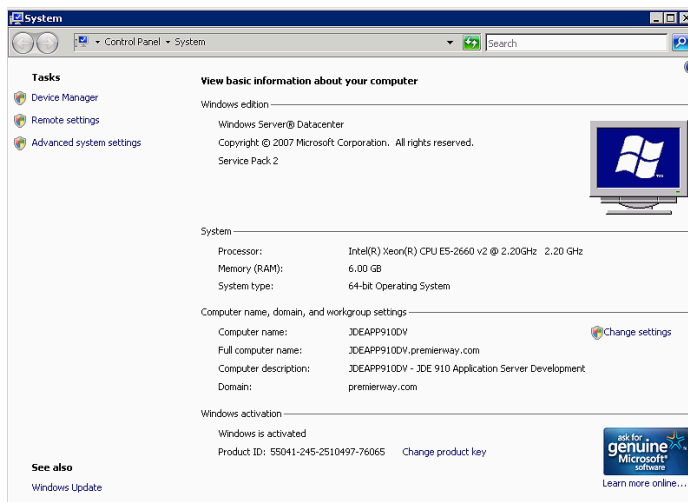 System
Control Panel System
Search
Tasks
Device Manager
Remote settings
Advanced system settings
View basic information about your computer
Windows edition
Windows Server® Datacenter
Copyright © 2007 Microsoft Corporation. All rights reserved.
Service Pack 2
System
Processor: Intel(R) Xeon(R) CPU E5-2660 v2 @ 2.20GHz 2.20 GHz
Memory (RAM): 6.00 GB
System type: 64-bit Operating System
Computer name, domain, and workgroup settings
Computer name: JDEAPP910DV
Change settings
Full computer name: JDEAPP910DV.premierway.com
Computer description: JDEAPP910DV - JDE 910 Application Server Development
Domain: premierway.com
Windows activation
Windows is activated
Product ID: 55041-245-2510497-76065 Change product key
ask for
genuine
Microsoft®
software
Learn more online...
See also
Windows Update